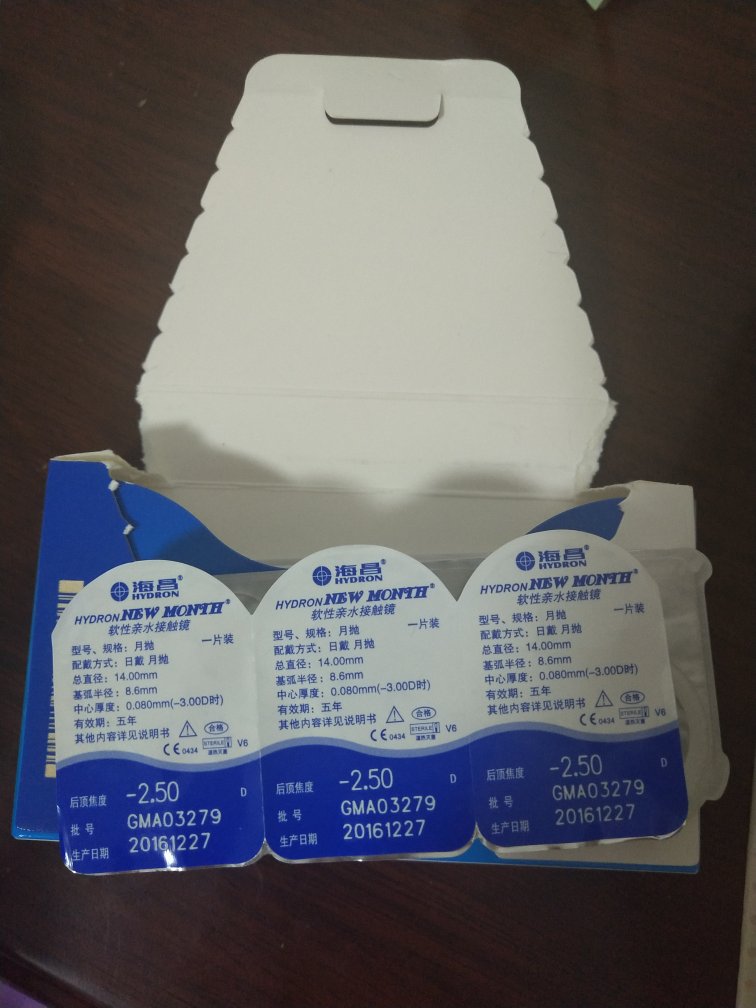 海昌®
HYDRON
HYDRON NEW MONTH®
软性亲水接触镜
型号、规格：月抛 一片装
配戴方式：日戴 月抛
总直径：14.00mm
基弧半径：8.6mm
中心厚度：0.080mm(-3.00D时)
有效期：五年
其他内容详见说明书 合格
CE 0434 STERILE 湿热灭菌 V6
后顶焦度 -2.50 D
批 号 GMA03279
生产日期 20161227
海昌®
HYDRON
HYDRON NEW MONTH®
软性亲水接触镜
型号、规格：月抛 一片装
配戴方式：日戴 月抛
总直径：14.00mm
基弧半径：8.6mm
中心厚度：0.080mm(-3.00D时)
有效期：五年
其他内容详见说明书 合格
CE 0434 STERILE 湿热灭菌 V6
后顶焦度 -2.50 D
批 号 GMA03279
生产日期 20161227
海昌®
HYDRON
HYDRON NEW MONTH®
软性亲水接触镜
型号、规格：月抛 一片装
配戴方式：日戴 月抛
总直径：14.00mm
基弧半径：8.6mm
中心厚度：0.080mm(-3.00D时)
有效期：五年
其他内容详见说明书 合格
CE 0434 STERILE 湿热灭菌 V6
后顶焦度 -2.50 D
批 号 GMA03279
生产日期 20161227